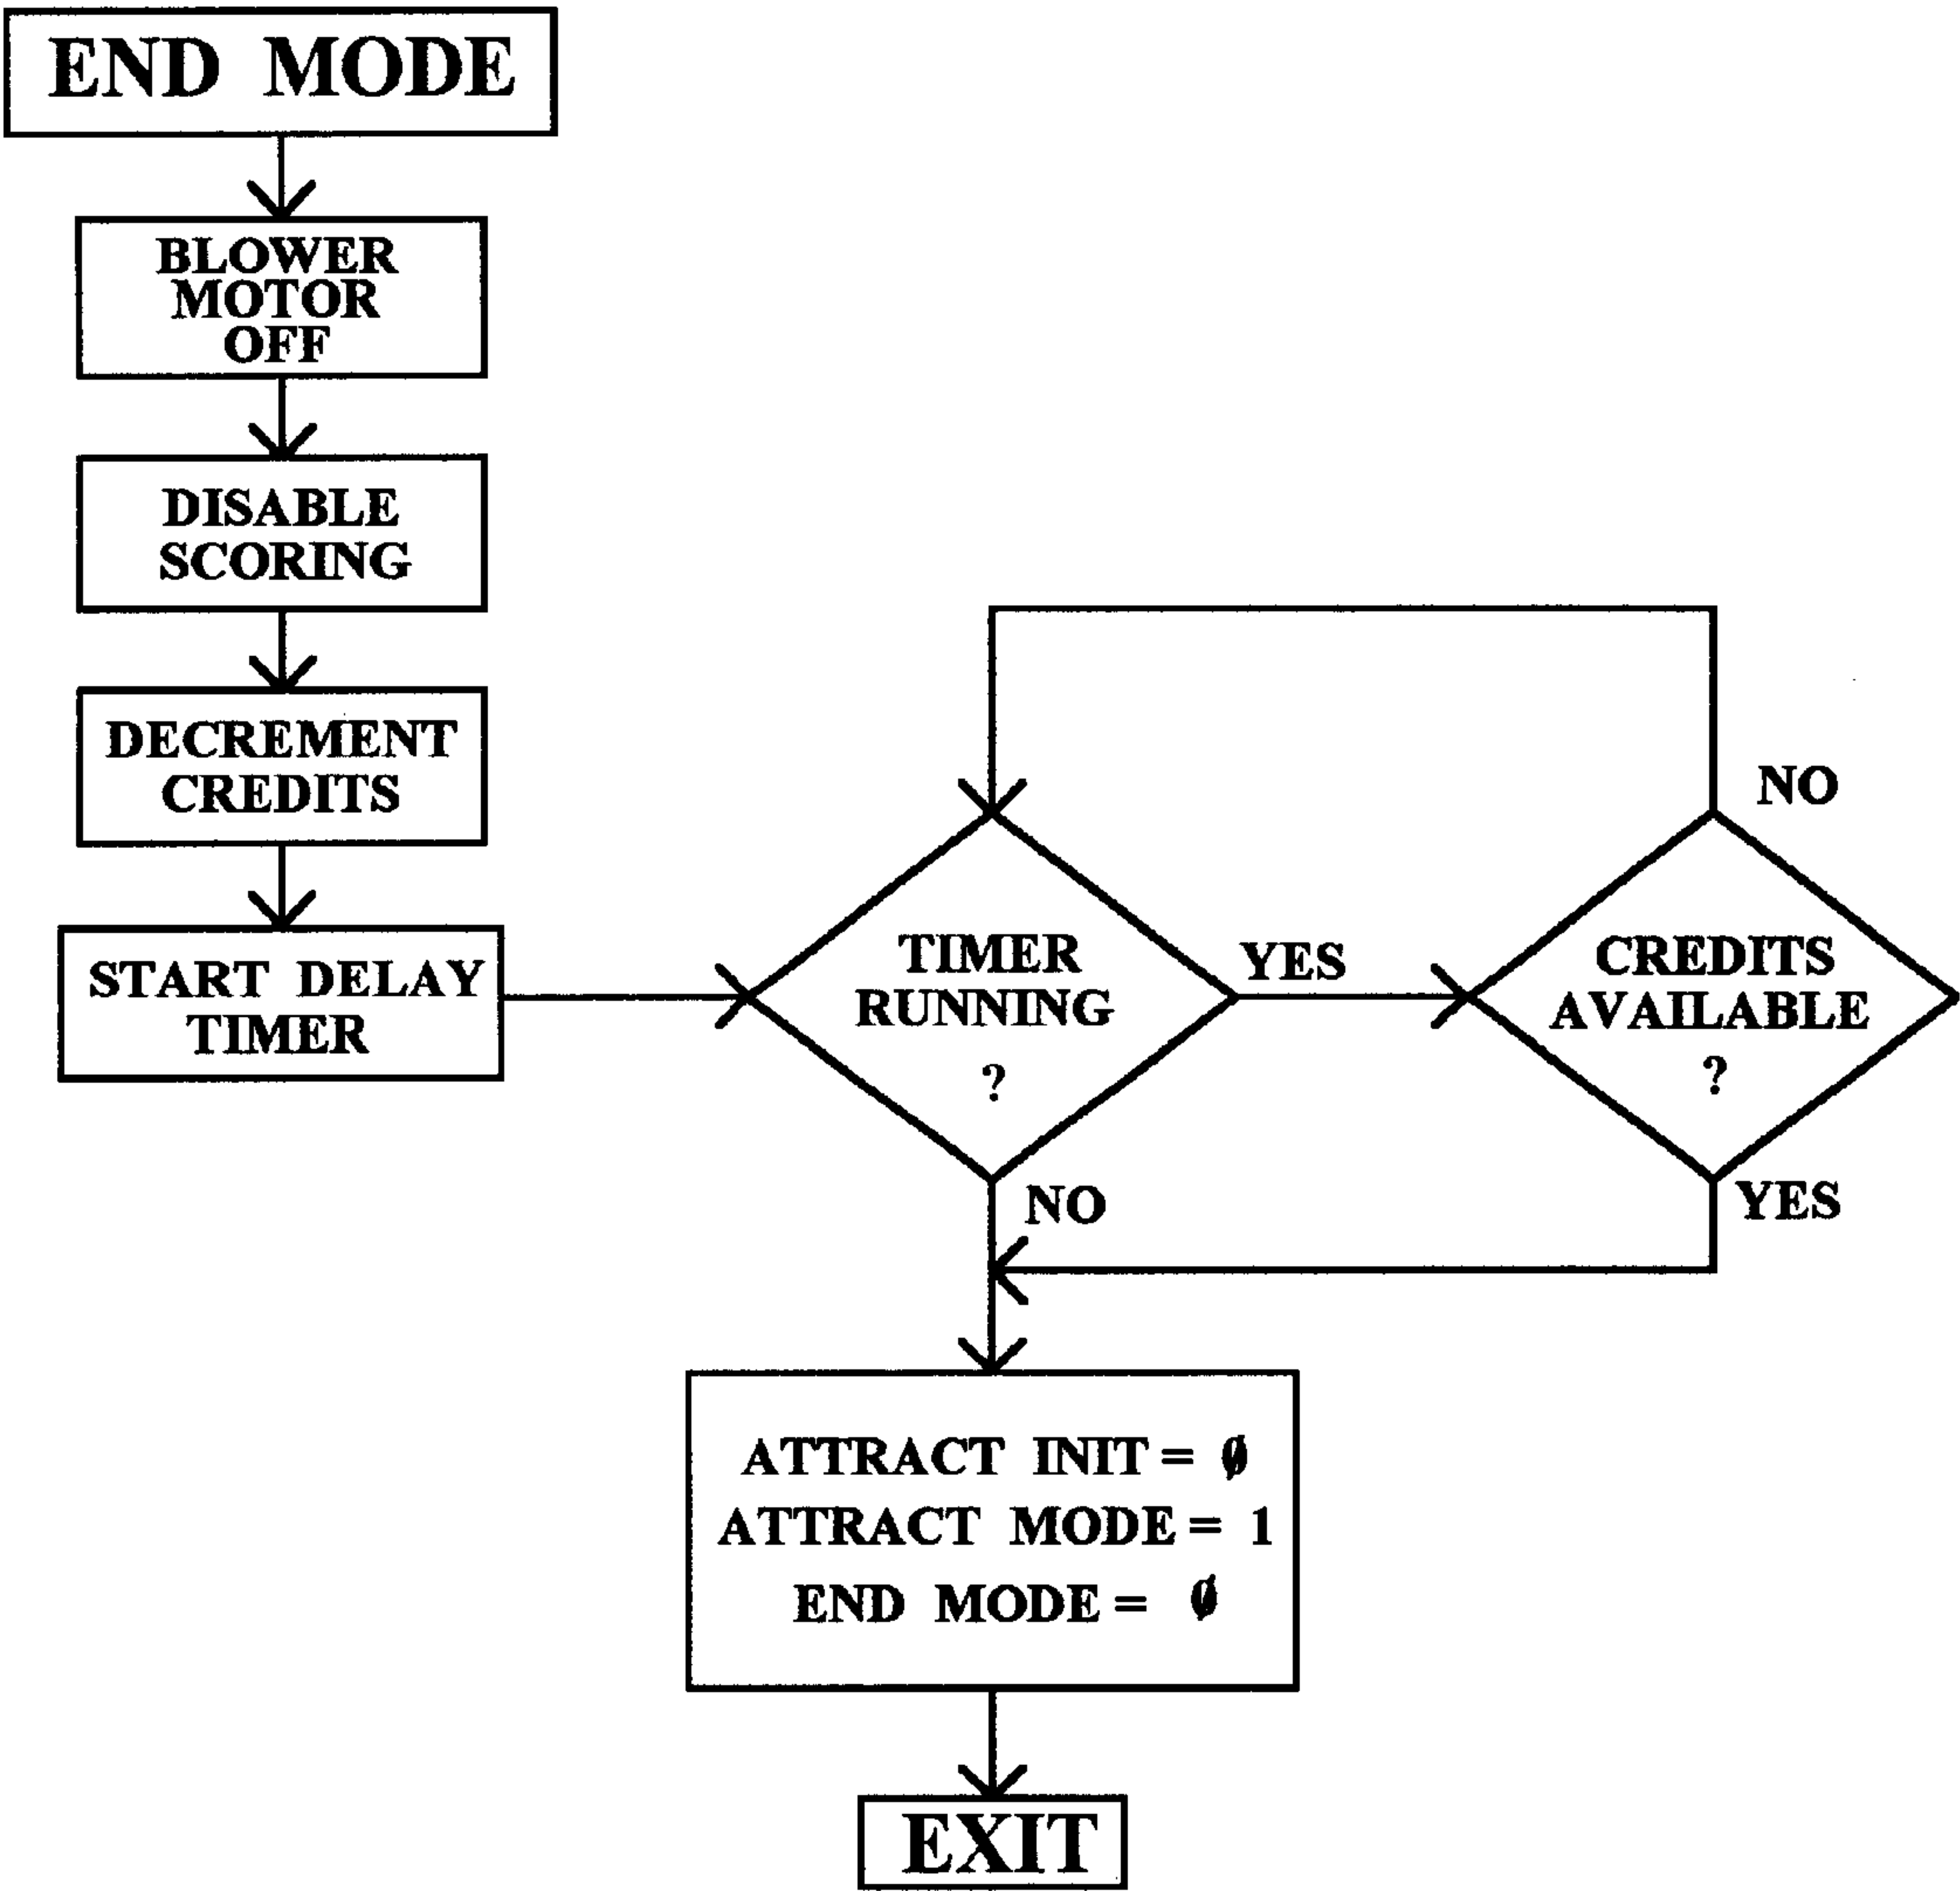 END MODE
BLOWER
MOTOR
OFF
DISABLE
SCORING
DECREMENT
CREDITS
START DELAY
TIMER
TIMER
RUNNING
?
YES
NO
CREDITS
AVAILABLE
?
NO
YES
ATTRACT INIT = Ø
ATTRACT MODE = 1
END MODE = Ø
EXIT